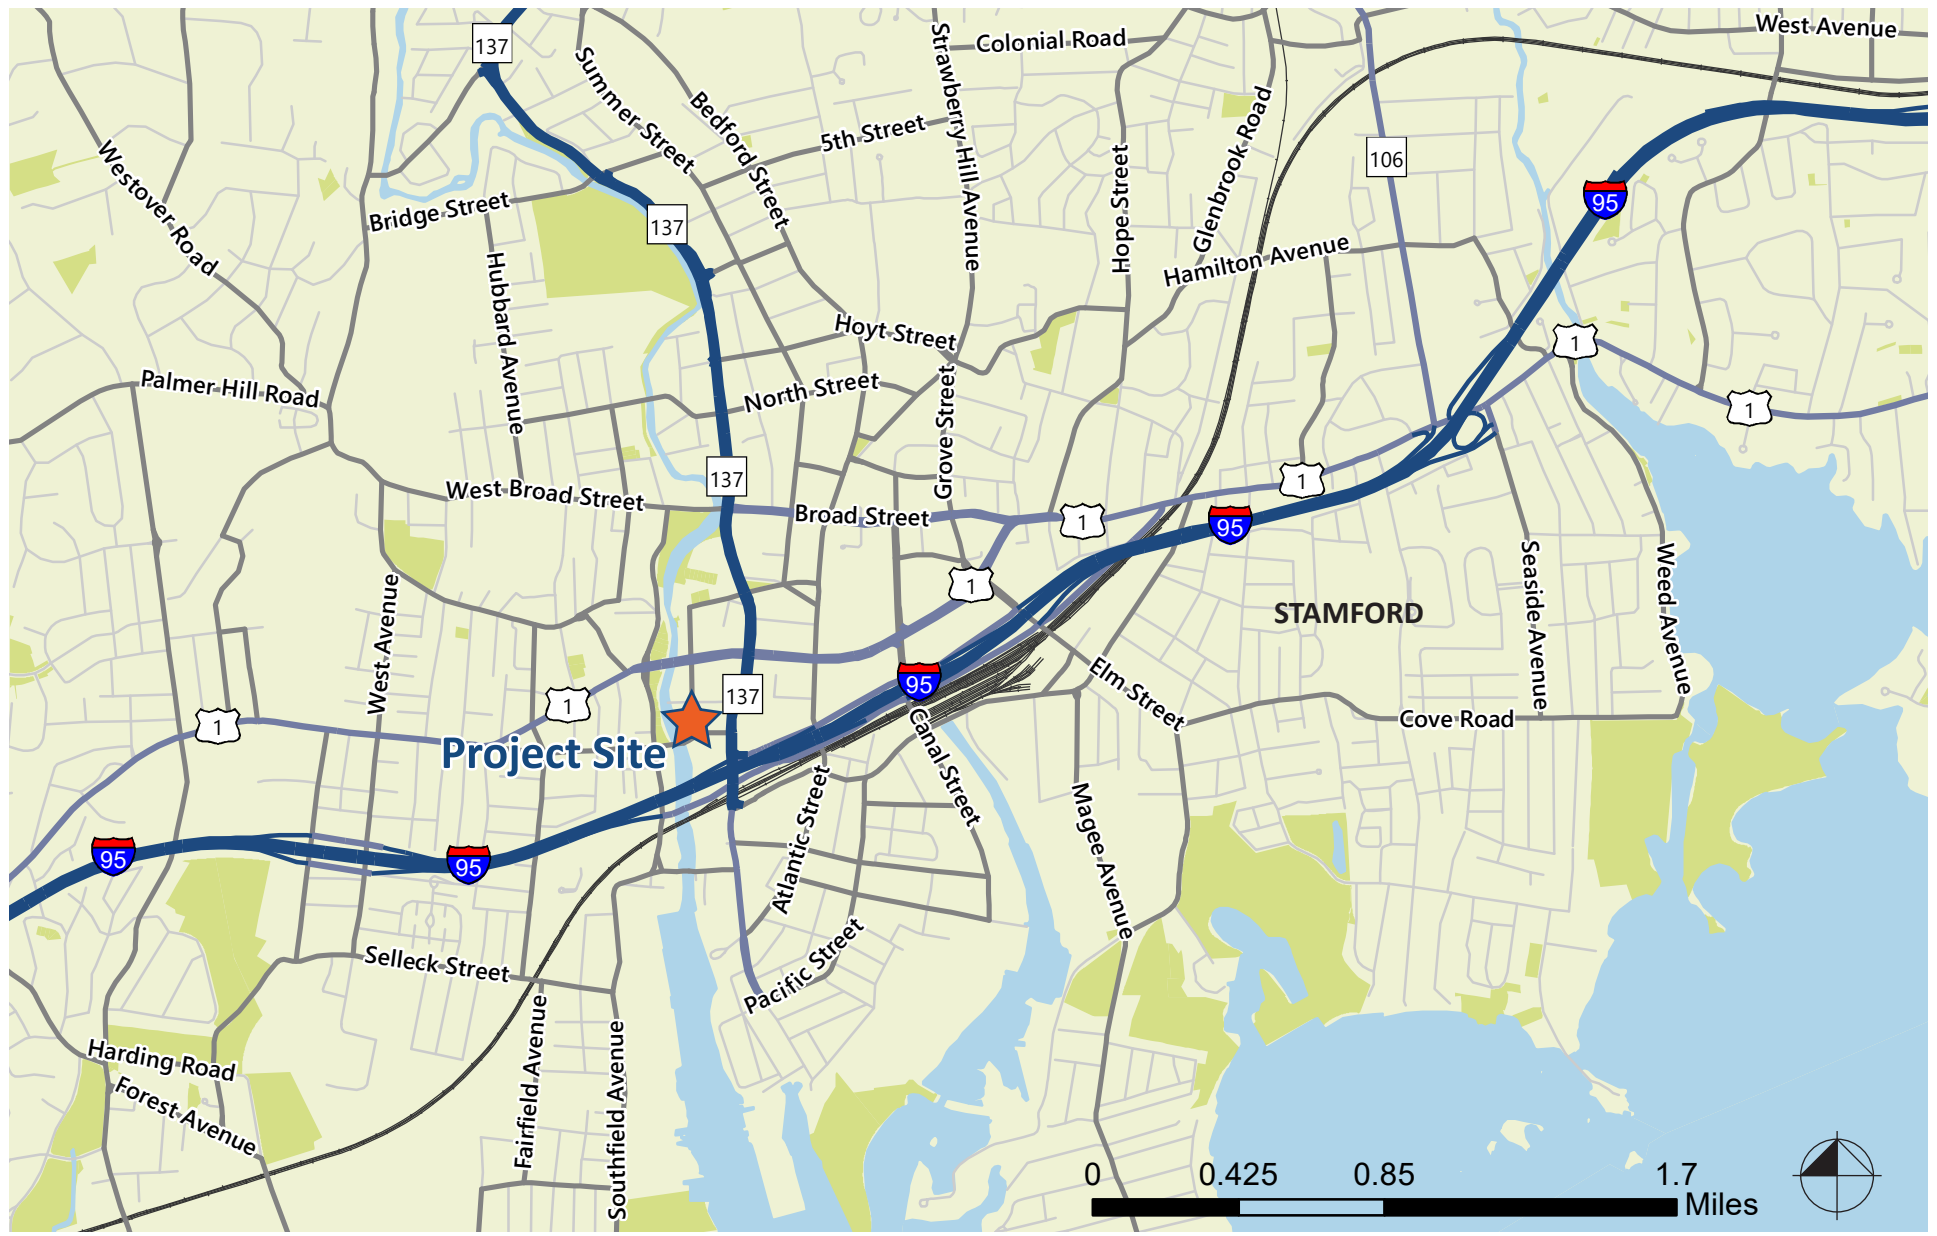 West Avenue
Colonial Road
137
Summer Street
Strawberry Hill Avenue
Bedford Street
5th Street
Glenbrook Road
106
Westover Road
Hope Street
95
Bridge Street
137
Hamilton Avenue
Hubbard Avenue
Hoyt Street
1
Palmer Hill Road
North Street
Grove Street
1
137
West Broad Street
Broad Street
1
1
95
1
Seaside Avenue
Weed Avenue
West Avenue
STAMFORD
95
137
Elm Street
1
1
Project Site
Canal Street
Cove Road
Atlantic Street
Magee Avenue
95
95
Selleck Street
Pacific Street
Harding Road
Forest Avenue
Fairfield Avenue
Southfield Avenue
0 0.425 0.85 1.7
Miles